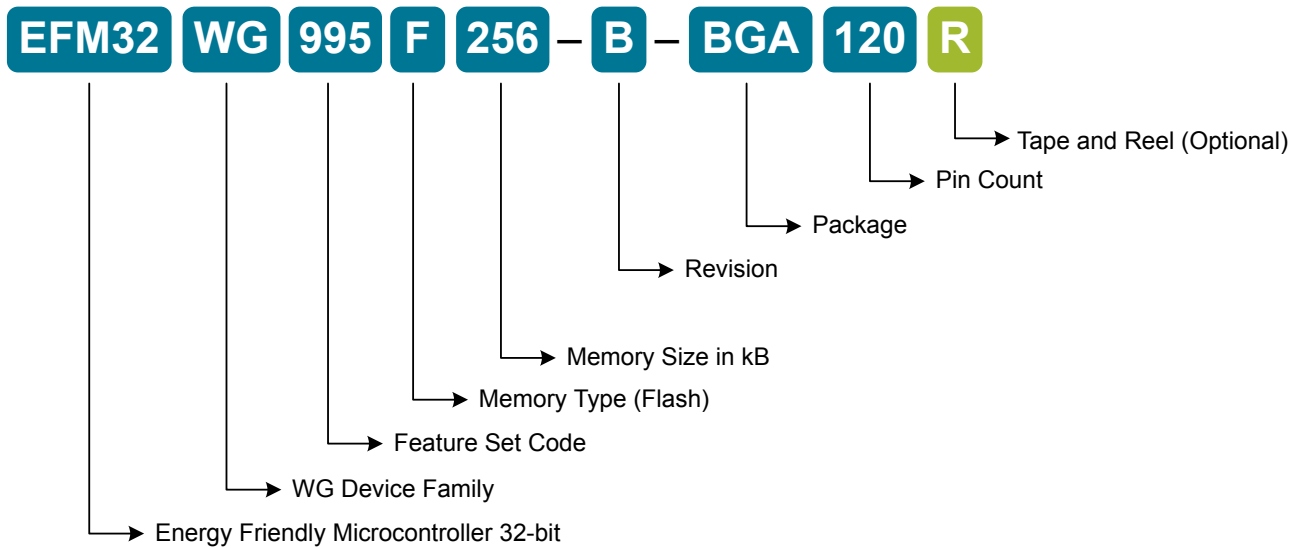 EFM32 WG 995 F 256 – B – BGA 120 R
Tape and Reel (Optional)
Pin Count
Package
Revision
Memory Size in kB
Memory Type (Flash)
Feature Set Code
WG Device Family
Energy Friendly Microcontroller 32-bit